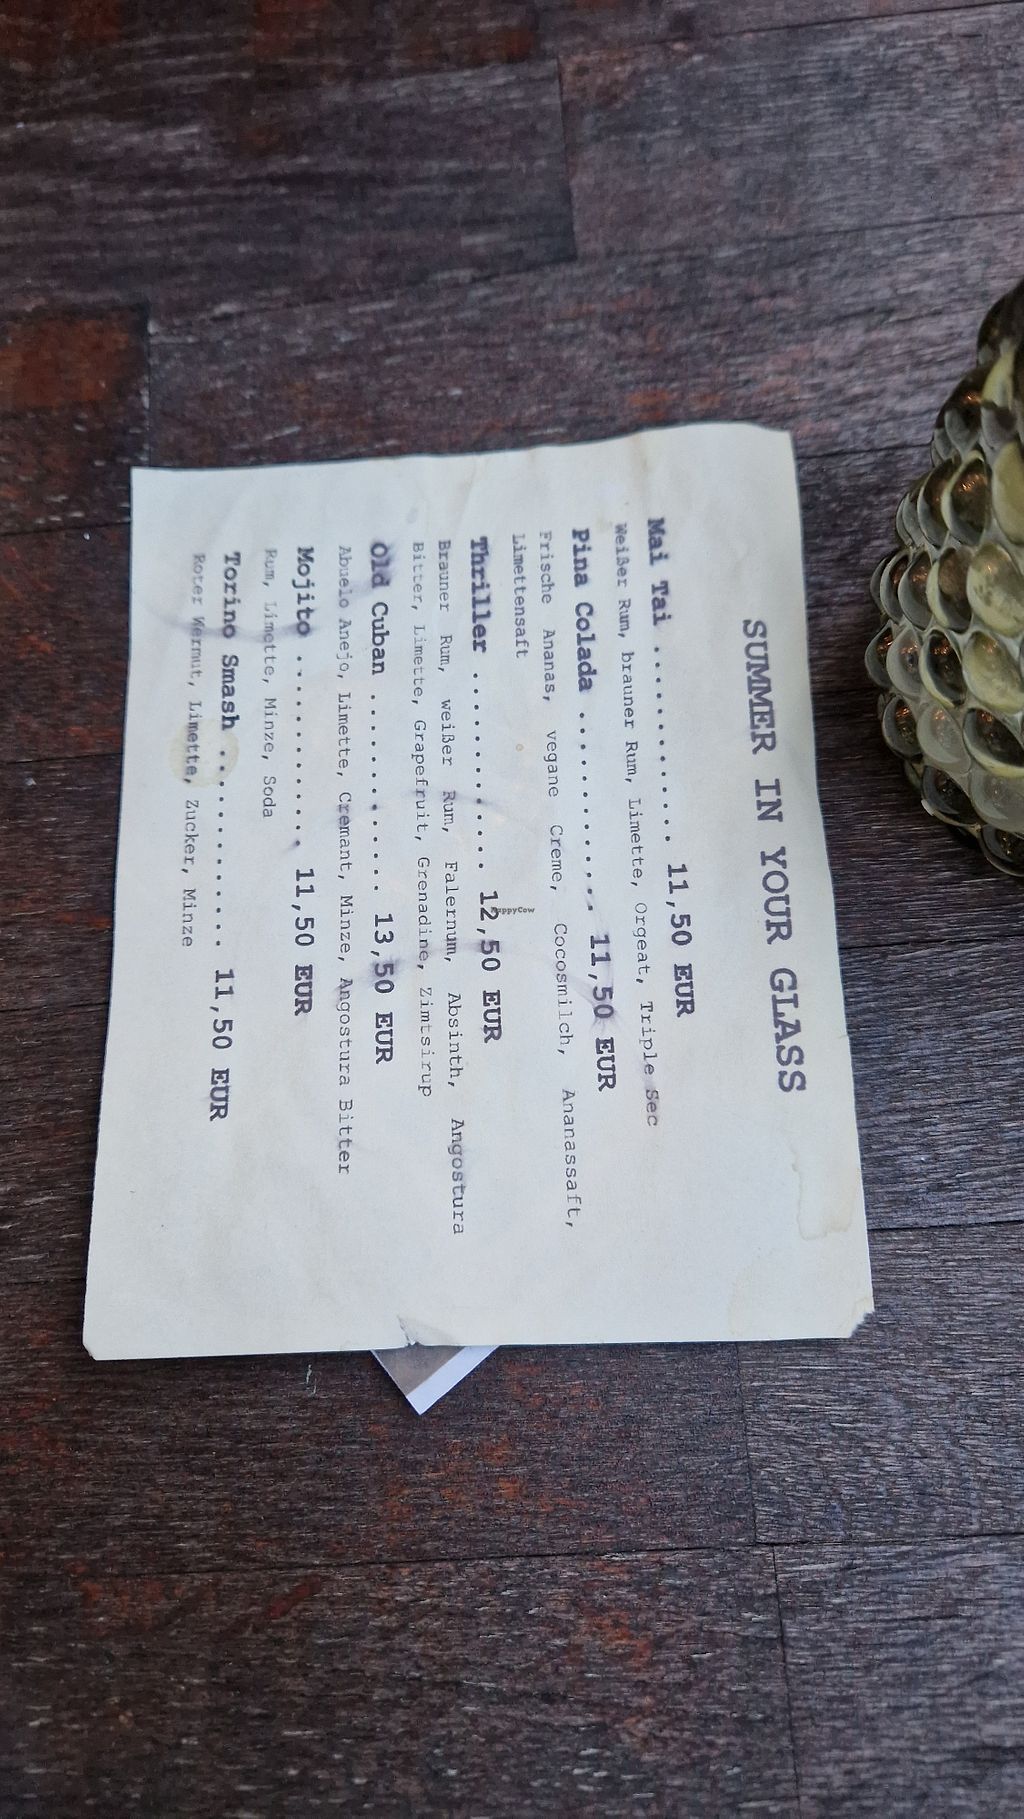 SUMMER IN YOUR GLASS
Mai Tai ............. 11,50 EUR
Weißer Rum, brauner Rum, Limette, Orgeat, Triple Sec
Pina Colada ............. 11,50 EUR
Frische Ananas, vegane Creme, Cocosmilch, Ananassaft,
Limettensaft
Thriller ............. 12,50 EUR
Brauner Rum, weißer Rum, Falernum, Absinth, Angostura
Bitter, Limette, Grapefruit, Grenadine, Zimtsirup
Old Cuban ............. 13,50 EUR
Abuelo Anejo, Limette, Cremant, Minze, Angostura Bitter
Mojito ............. 11,50 EUR
Rum, Limette, Minze, Soda
Torino Smash ............. 11,50 EUR
Roter Wermut, Limette, Zucker, Minze
HappyCow